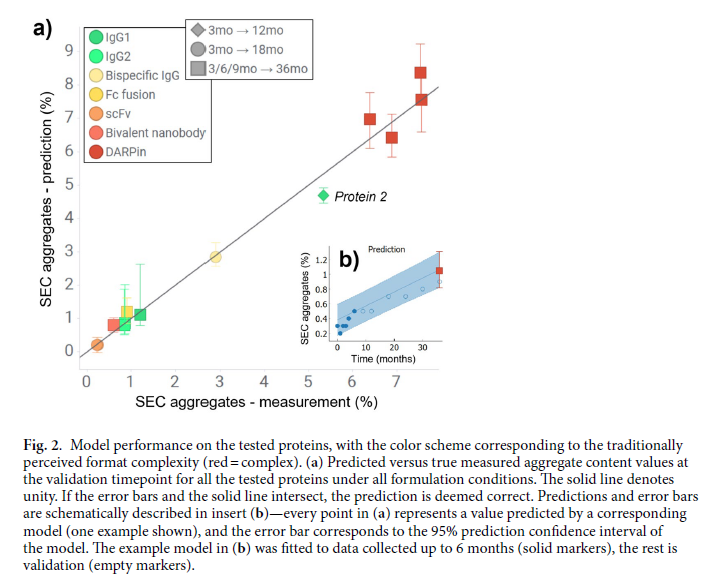 a)
IgG1
IgG2
Bispecific IgG
Fc fusion
scFv
Bivalent nanobody
DARPin
3mo → 12mo
3mo → 18mo
3/6/9mo → 36mo
SEC aggregates - prediction (%)
9
8
7
6
5
4
3
2
1
0
Protein 2
b)
Prediction
SEC aggregates (%)
1.2
1
0.8
0.6
0.4
0.2
0 10 20 30
Time (months)
0 1 2 3 4 5 6 7
SEC aggregates - measurement (%)
Fig. 2. Model performance on the tested proteins, with the color scheme corresponding to the traditionally
perceived format complexity (red = complex). (a) Predicted versus true measured aggregate content values at
the validation timepoint for all the tested proteins under all formulation conditions. The solid line denotes
unity. If the error bars and the solid line intersect, the prediction is deemed correct. Predictions and error bars
are schematically described in insert (b)—every point in (a) represents a value predicted by a corresponding
model (one example shown), and the error bar corresponds to the 95% prediction confidence interval of
the model. The example model in (b) was fitted to data collected up to 6 months (solid markers), the rest is
validation (empty markers).